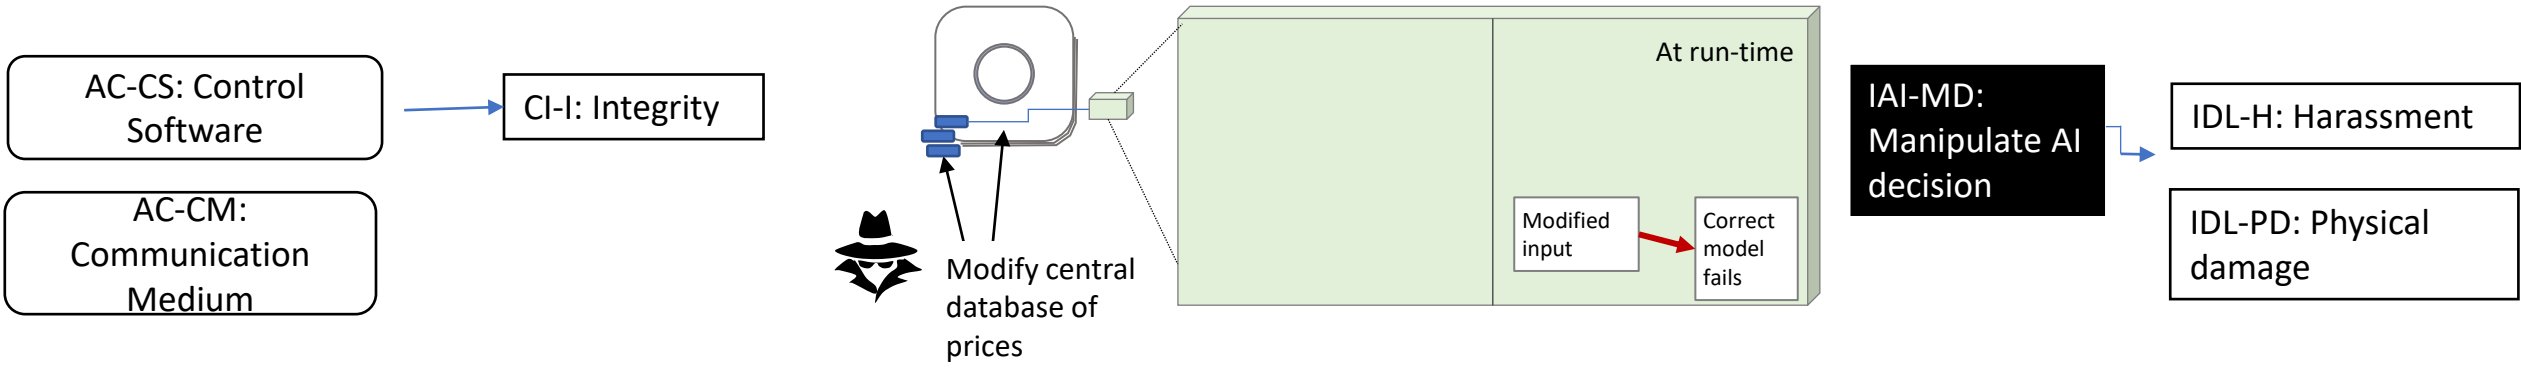 AC-CS: Control
Software
AC-CM:
Communication
Medium
CI-I: Integrity
Modify central
database of
prices
At run-time
Modified
input
Correct
model
fails
IAI-MD:
Manipulate AI
decision
IDL-H: Harassment
IDL-PD: Physical
damage